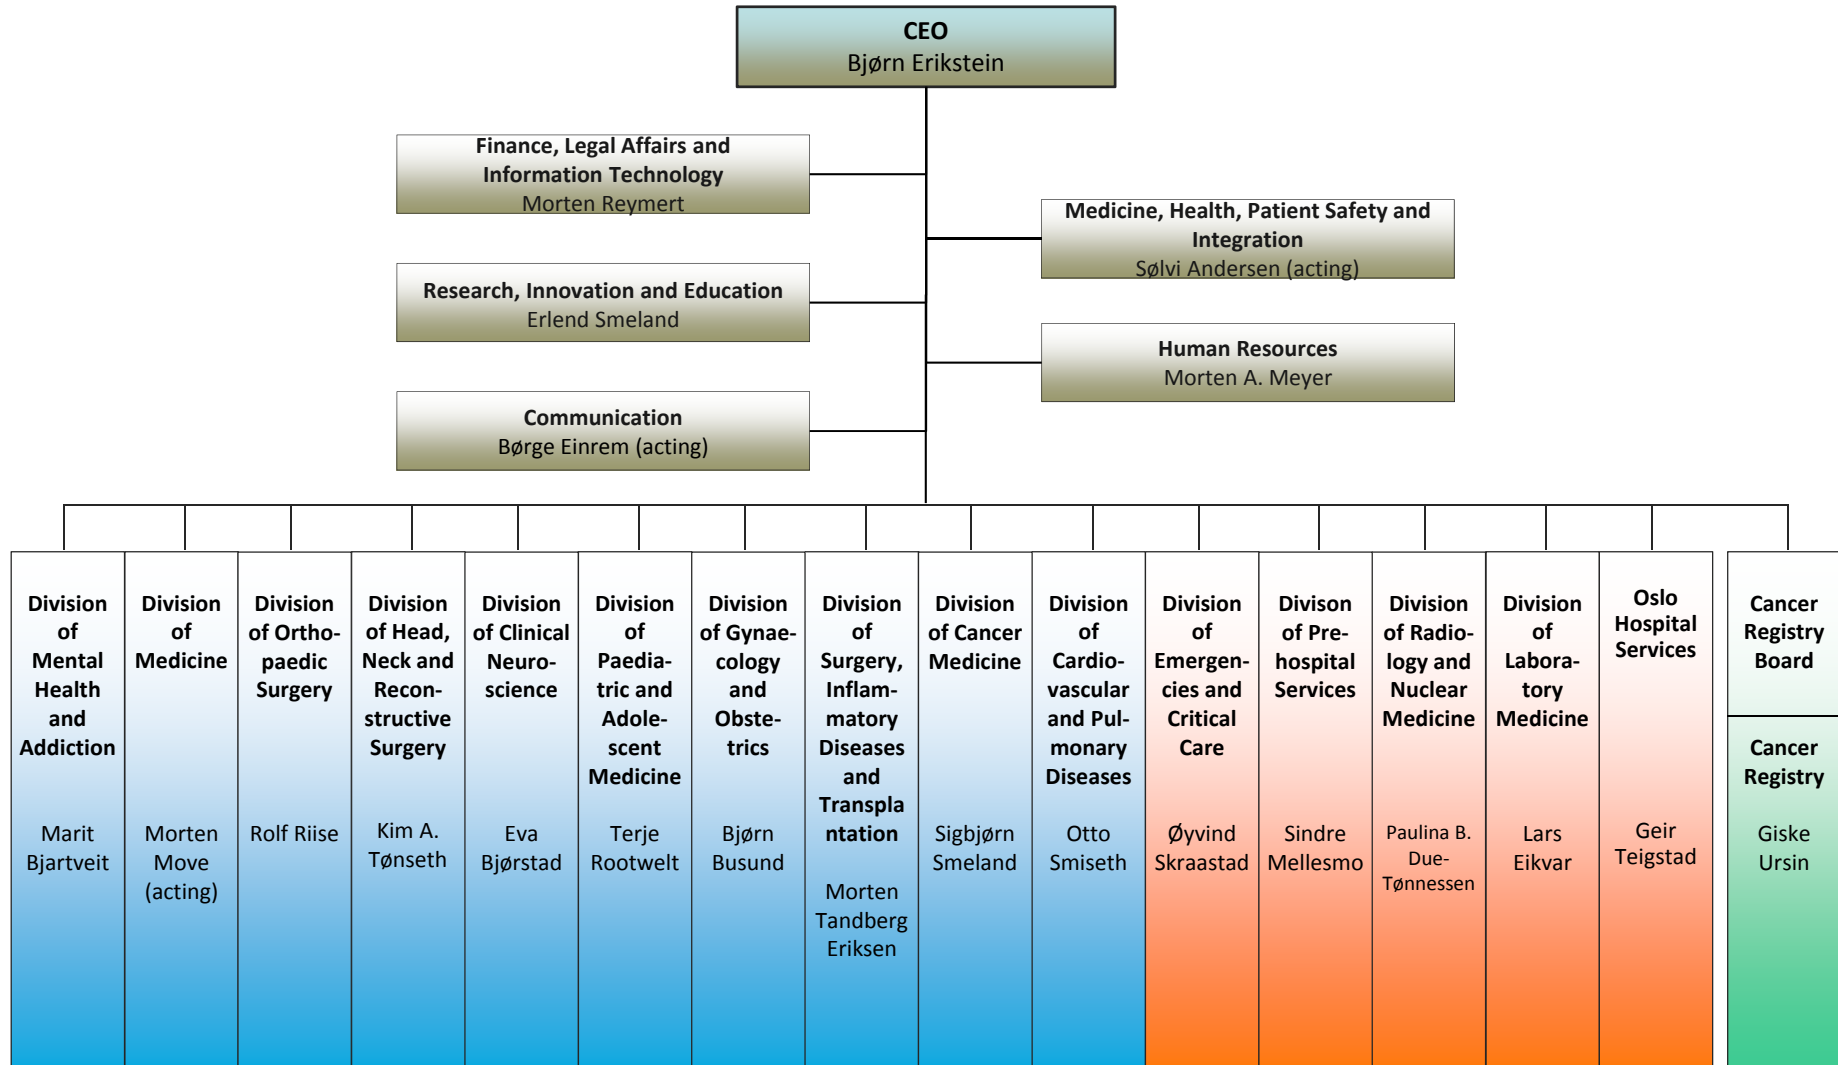 CEO
Bjørn Erikstein
Finance, Legal Affairs and
Information Technology
Morten Reymert
Medicine, Health, Patient Safety and
Integration
Sølvi Andersen (acting)
Research, Innovation and Education
Erlend Smeland
Human Resources
Morten A. Meyer
Communication
Børge Einrem (acting)
Division
of
Mental
Health
and
Addiction
Marit
Bjartveit
Division
of
Medicine
Morten
Move
(acting)
Division
of Ortho-
paedic
Surgery
Rolf Riise
Division
of Head,
Neck and
Recon-
structive
Surgery
Kim A.
Tønseth
Division
of Clinical
Neuro-
science
Eva
Bjørstad
Division
of
Paedia-
tric and
Adole-
scent
Medicine
Terje
Rootwelt
Division
of Gynae-
cology
and
Obste-
trics
Bjørn
Busund
Division
of
Surgery,
Inflam-
matory
Diseases
and
Transpla
ntation
Morten
Tandberg
Eriksen
Division
of Cancer
Medicine
Sigbjørn
Smeland
Division
of
Cardio-
vascular
and Pul-
monary
Diseases
Otto
Smiseth
Division
of
Emergen-
cies and
Critical
Care
Øyvind
Skraastad
Divison
of Pre-
hospital
Services
Sindre
Mellesmo
Division
of Radio-
logy and
Nuclear
Medicine
Paulina B.
Due-
Tønnessen
Division
of
Labora-
tory
Medicine
Lars
Eikvar
Oslo
Hospital
Services
Geir
Teigstad
Cancer
Registry
Board
Cancer
Registry
Giske
Ursin